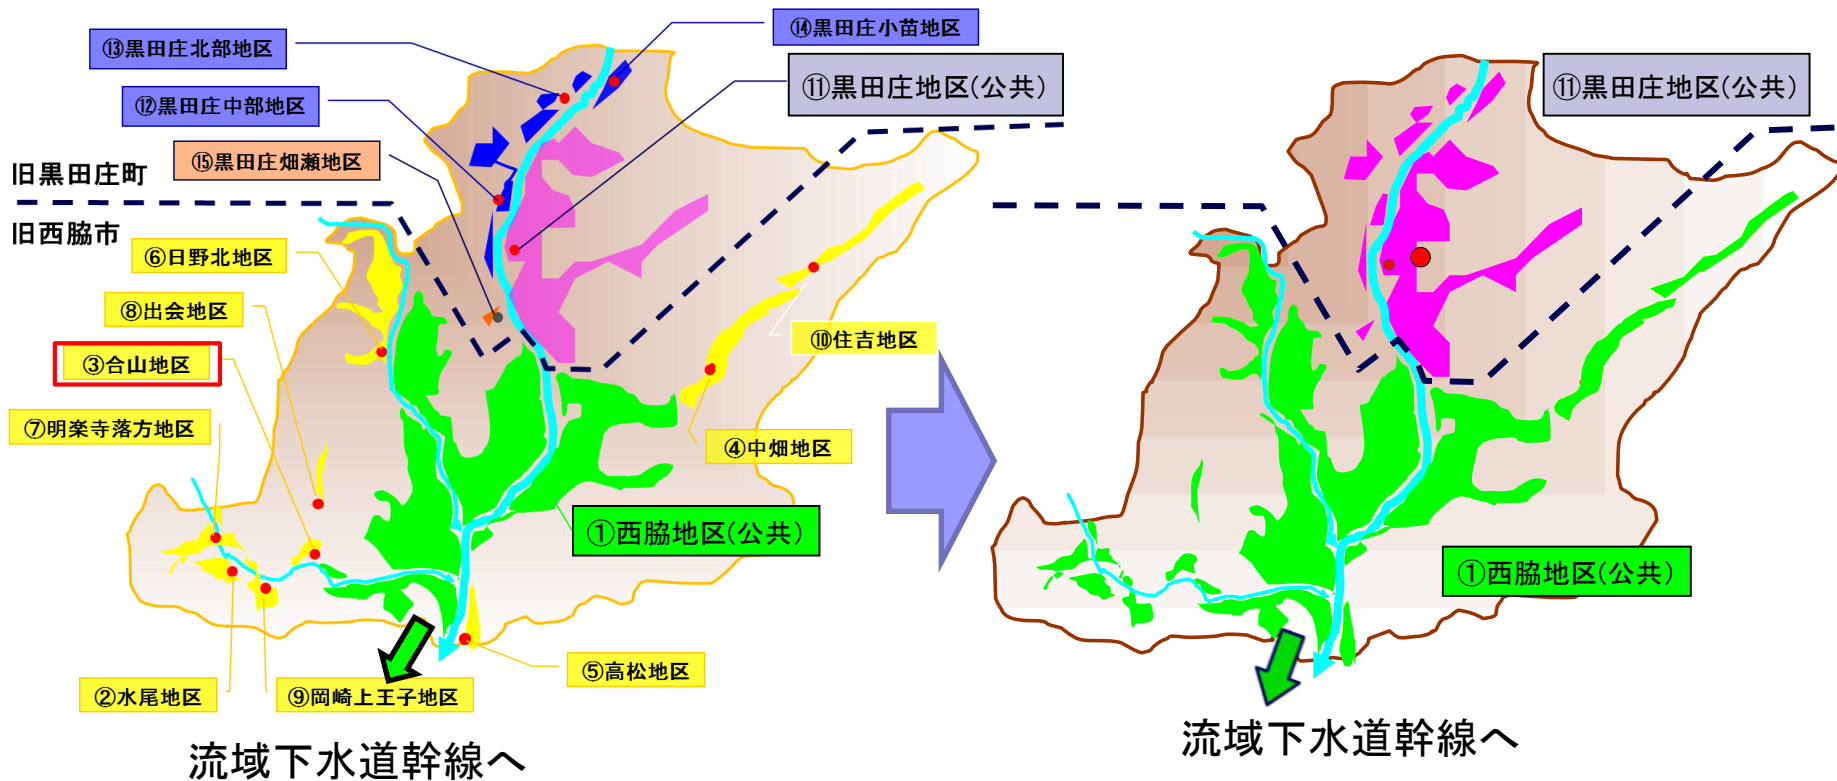 ⑭黒田庄小苗地区
⑬黒田庄北部地区
⑪黒田庄地区(公共)
⑫黒田庄中部地区
⑮黒田庄畑瀬地区
旧黒田庄町
旧西脇市
⑥日野北地区
⑧出会地区
⑩住吉地区
③合山地区
⑦明楽寺落方地区
④中畑地区
①西脇地区(公共)
⑤高松地区
②水尾地区
⑨岡崎上王子地区
流域下水道幹線へ
⑪黒田庄地区(公共)
①西脇地区(公共)
流域下水道幹線へ